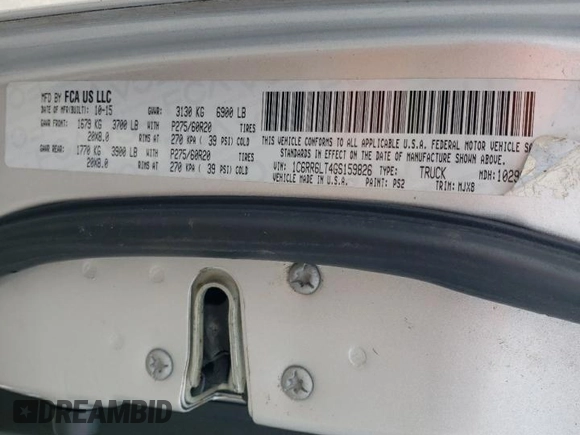 MFD BY FCA US LLC
DATE OF MFR(BUILT): 10-15 GVWR: 3130 KG 6900 LB
GAWR FRONT: 1679 KG 3700 LB WITH P275/60R20 TIRES
20X8.0 RIMS AT 270 KPA ( 39 PSI) COLD
GAWR REAR: 1770 KG 3900 LB WITH P275/60R20 TIRES
20X8.0 RIMS AT 270 KPA ( 39 PSI) COLD
THIS VEHICLE CONFORMS TO ALL APPLICABLE U.S.A. FEDERAL MOTOR VEHICLE SA
STANDARDS IN EFFECT ON THE DATE OF MANUFACTURE SHOWN ABOVE.
VIN: 1C6RR6LT4GS159826 TYPE: TRUCK MDH: 1029
MADE IN U.S.A. PAINT: PS2 TRIM: MJX8
DREAMBID